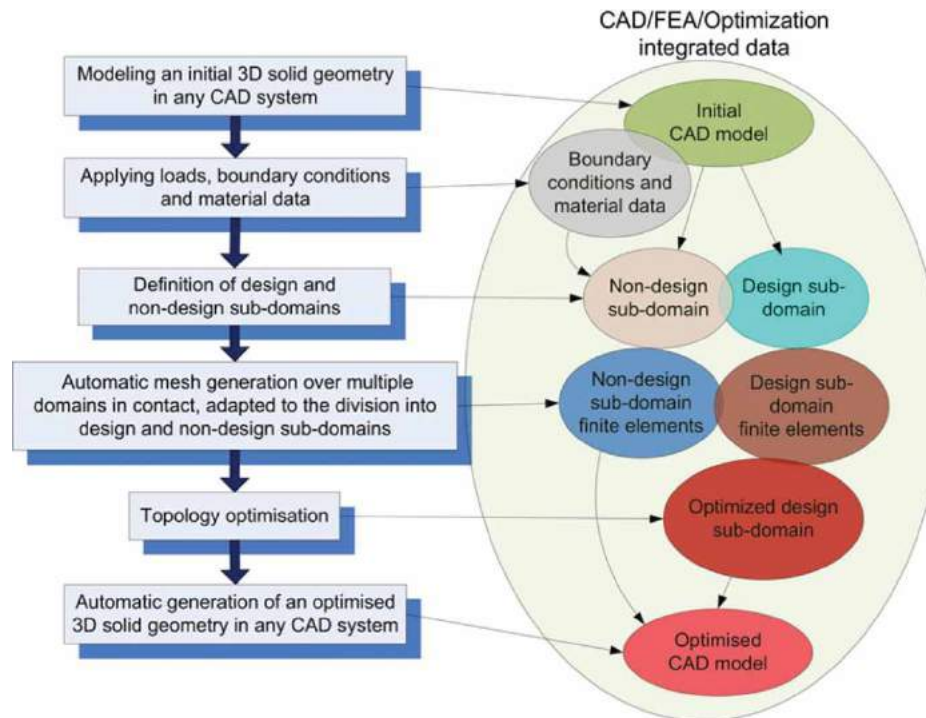 CAD/FEA/Optimization
integrated data
Modeling an initial 3D solid geometry
in any CAD system
Initial
CAD model
Applying loads, boundary conditions
and material data
Boundary
conditions and
material data
Definition of design and
non-design sub-domains
Non-design
sub-domain
Design sub-
domain
Automatic mesh generation over multiple
domains in contact, adapted to the division into
design and non-design sub-domains
Non-design
sub-domain
finite elements
Design sub-
domain
finite elements
Topology optimisation
Optimized design
sub-domain
Automatic generation of an optimised
3D solid geometry in any CAD system
Optimised
CAD model